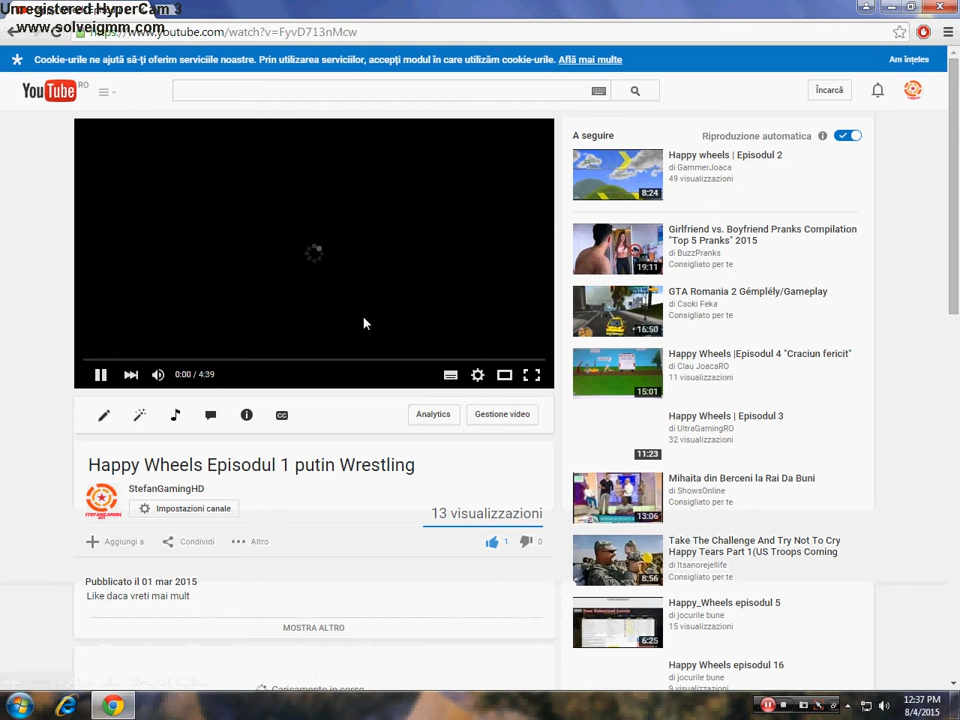 Unregistered HyperCam 3
www.solveigmm.com
https://www.youtube.com/watch?v=FyvD713nMcw
Cookie-urile ne ajută să-ți oferim serviciile noastre. Prin utilizarea serviciilor, accepți modul în care utilizăm cookie-urile. Află mai multe
Am înțeles
YouTube RO
Încarcă
A seguire
Riproduzione automatica
Happy wheels | Episodul 2
di GammerJoaca
49 visualizzazioni
8:24
Girlfriend vs. Boyfriend Pranks Compilation
"Top 5 Pranks" 2015
di BuzzPranks
Consigliato per te
19:11
GTA Romania 2 Gémplély/Gameplay
di Csoki Feka
Consigliato per te
16:50
Happy Wheels |Episodul 4 "Craciun fericit"
di Clau JoacaRO
11 visualizzazioni
15:01
Happy Wheels | Episodul 3
di UltraGamingRO
32 visualizzazioni
11:23
Mihaita din Berceni la Rai Da Buni
di ShowsOnline
Consigliato per te
13:06
Take The Challenge And Try Not To Cry
Happy Tears Part 1(US Troops Coming
di Itsanorejellife
Consigliato per te
8:56
Happy_Wheels episodul 5
di jocurile bune
15 visualizzazioni
6:25
Happy Wheels episodul 16
di jocurile bune
9 visualizzazioni
0:00 / 4:39
CC
Analytics
Gestione video
Happy Wheels Episodul 1 putin Wrestling
StefanGamingHD
Impostazioni canale
13 visualizzazioni
Aggiungi a
Condividi
Altro
1
0
Pubblicato il 01 mar 2015
Like daca vreti mai mult
MOSTRA ALTRO
Caricamento in corso
12:37 PM
8/4/2015